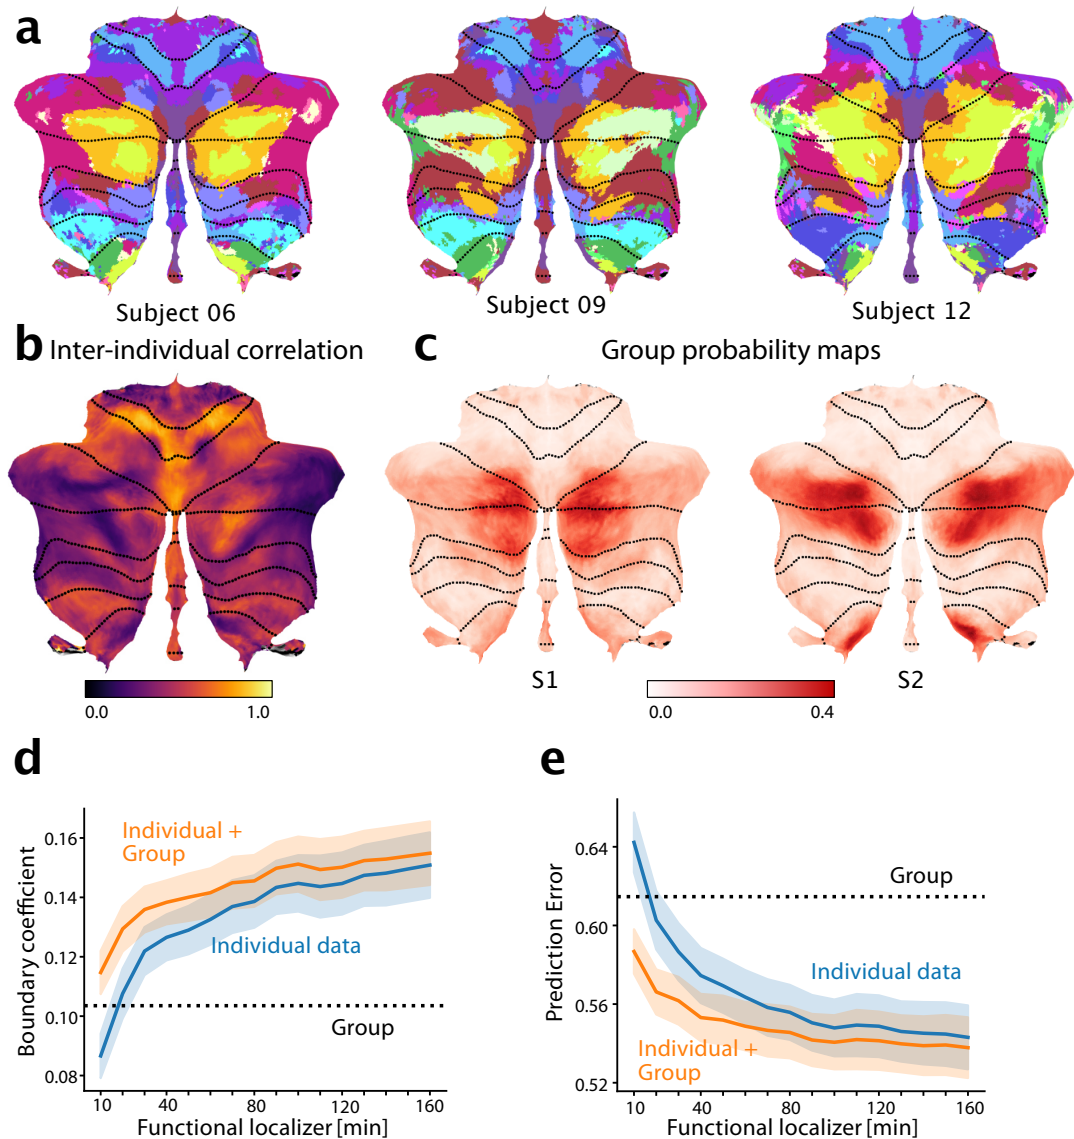 a
Subject 06
Subject 09
Subject 12
b Inter-individual correlation
0.0
1.0
c Group probability maps
S1
S2
0.0
0.4
d
Boundary coefficient
0.16
0.14
0.12
0.10
0.08
Individual +
Group
Individual data
Group
10
40
80
120
160
Functional localizer [min]
e
Prediction Error
0.64
0.60
0.56
0.52
Group
Individual data
Individual +
Group
10
40
80
120
160
Functional localizer [min]